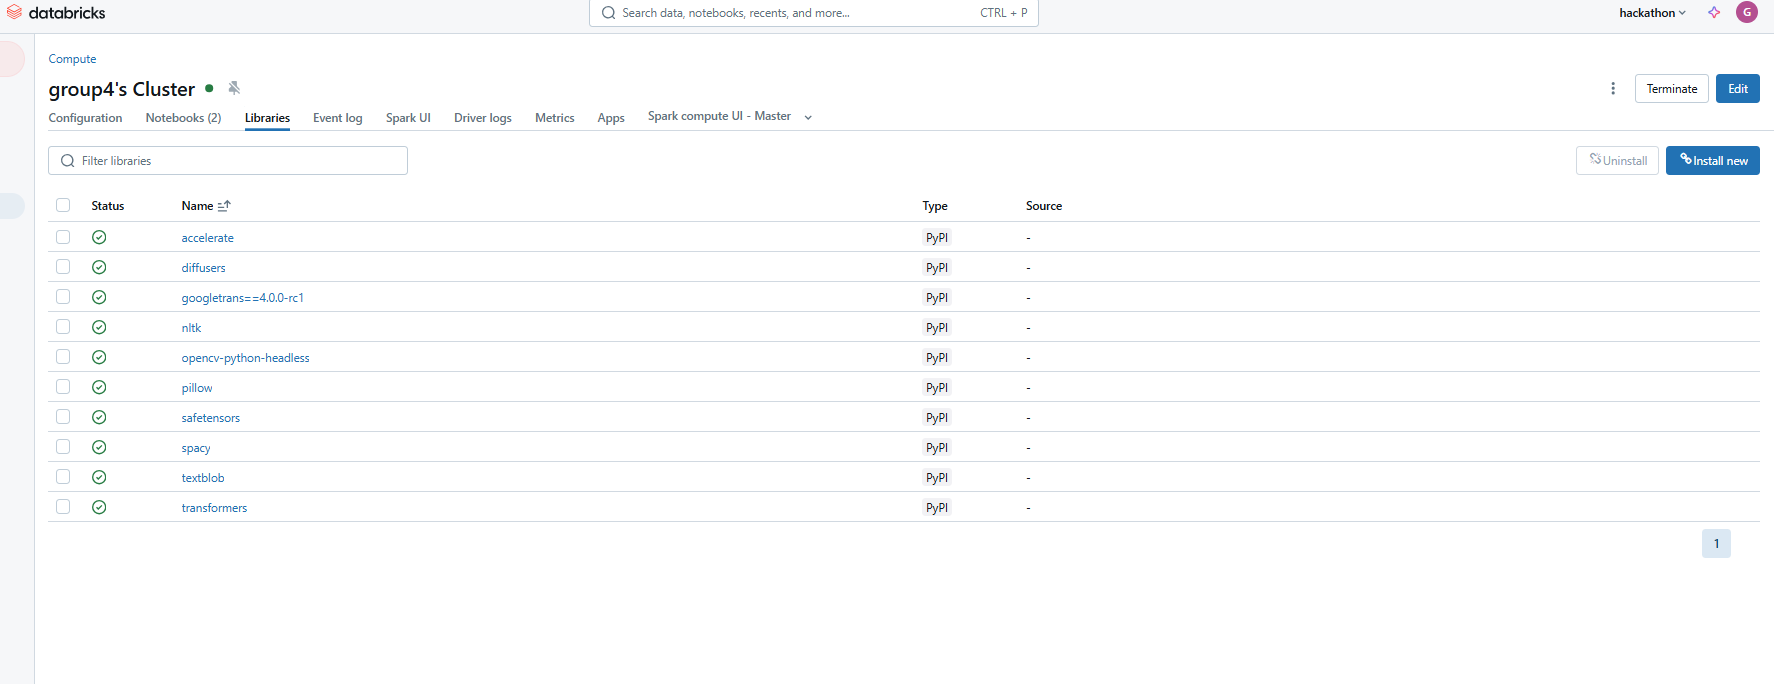 databricks
Search data, notebooks, recents, and more... CTRL + P
hackathon
G
Compute
group4's Cluster
Terminate
Edit
Configuration Notebooks (2) Libraries Event log Spark UI Driver logs Metrics Apps Spark compute UI - Master
Filter libraries
Uninstall
Install new
Status Name Type Source
accelerate PyPI -
diffusers PyPI -
googletrans==4.0.0-rc1 PyPI -
nltk PyPI -
opencv-python-headless PyPI -
pillow PyPI -
safetensors PyPI -
spacy PyPI -
textblob PyPI -
transformers PyPI -
1